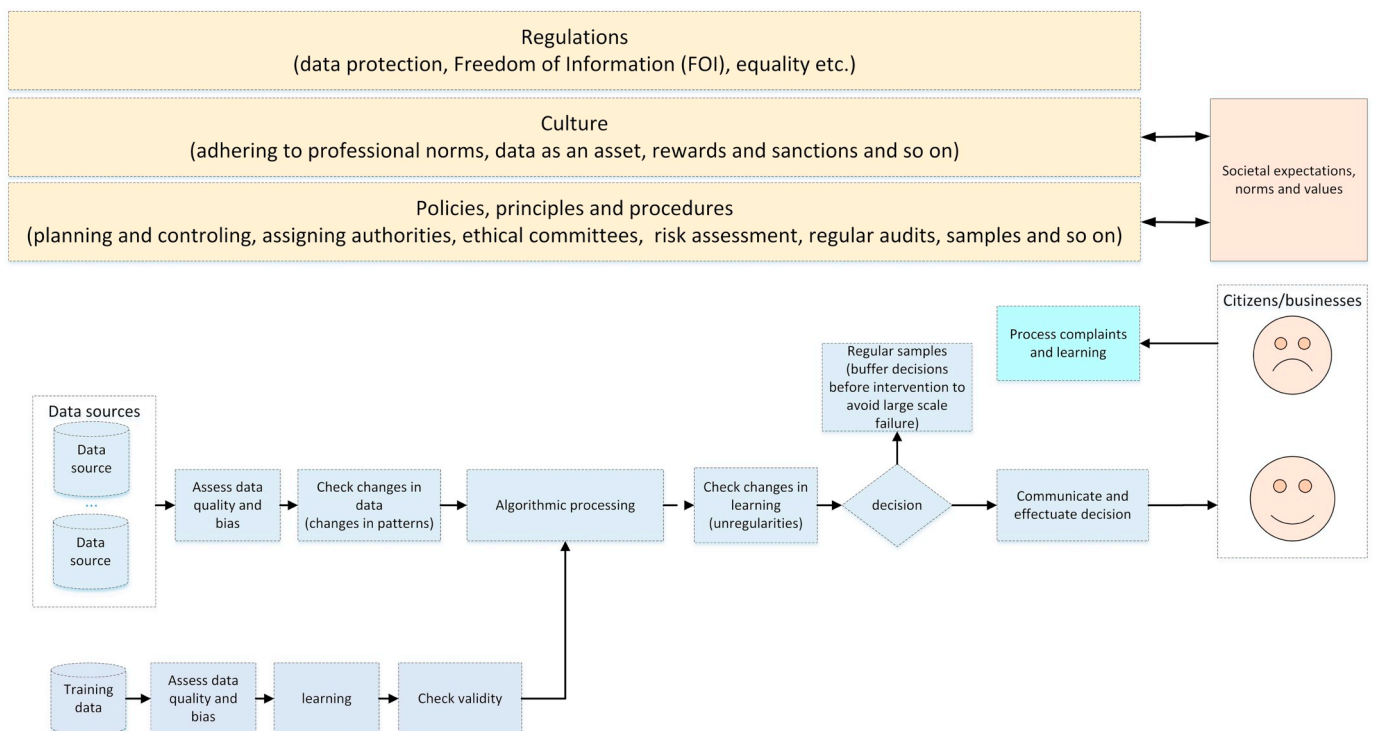 Regulations
(data protection, Freedom of Information (FOI), equality etc.)
Culture
(adhering to professional norms, data as an asset, rewards and sanctions and so on)
Policies, principles and procedures
(planning and controling, assigning authorities, ethical committees, risk assessment, regular audits, samples and so on)
Societal expectations,
norms and values
Citizens/businesses
Process complaints
and learning
Regular samples
(buffer decisions
before intervention to
avoid large scale
failure)
Data sources
Data
source
...
Data
source
Assess data
quality and
bias
Check changes in
data
(changes in patterns)
Algorithmic processing
Check changes in
learning
(unregularities)
decision
Communicate and
effectuate decision
Training
data
Assess data
quality and
bias
learning
Check validity